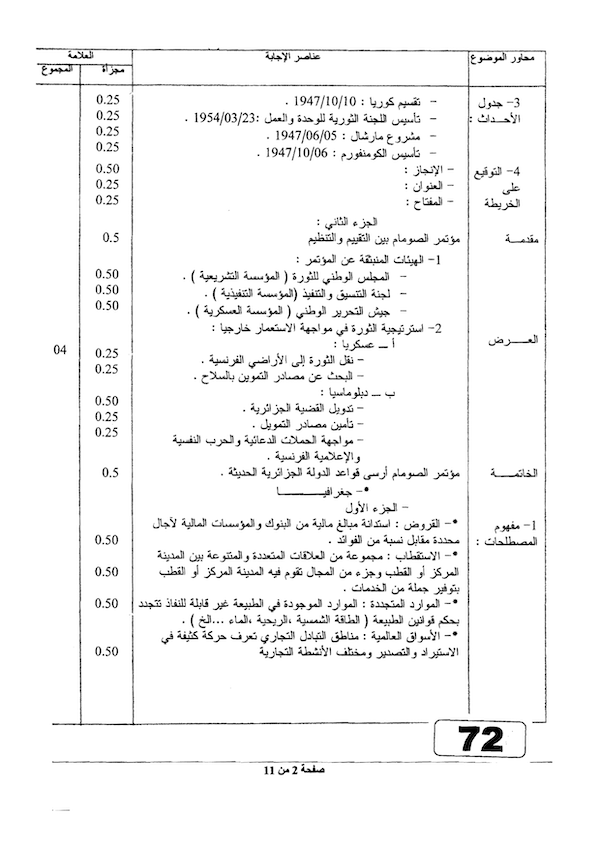 محاور الموضوع	عناصر الإجابة	العلامة
مجزأة	المجموع
3- جدول	- تقسيم كوريا : 1947/10/10 .	0.25
الأحــداث :	- تأسيس اللجنة الثورية للوحدة والعمل :1954/03/23 .	0.25
- مشروع مارشال : 1947/06/05 .	0.25
- تأسيس الكومنفورم : 1947/10/06 .	0.25
4- التوقيع	- الإنجاز :	0.50
على	- العنوان :	0.25
الخريطة	- المفتاح :	0.25
الجزء الثاني :
مقدمــة	مؤتمر الصومام بين التقييم والتنظيم	0.5
1- الهيئات المنبثقة عن المؤتمر :
- المجلس الوطني للثورة ( المؤسسة التشريعية ) .	0.50
- لجنة التنسيق والتنفيذ (المؤسسة التنفيذية ) .	0.50
- جيش التحرير الوطني ( المؤسسة العسكرية ) .	0.50
2- استرتيجية الثورة في مواجهة الاستعمار خارجيا :
العــــرض	أ ــ عسكريا :	04
- نقل الثورة إلى الأراضي الفرنسية .	0.25
- البحث عن مصادر التموين بالسلاح .	0.25
ب ــ دبلوماسيا :
- تدويل القضية الجزائرية .	0.50
- تأمين مصادر التمويل .	0.25
- مواجهة الحملات الدعائية والحرب النفسية	0.25
والإعلامية الفرنسية .
الخاتمــة	مؤتمر الصومام أرسى قواعد الدولة الجزائرية الحديثة .	0.5
*- جغرافيــــــــا
- الجزء الأول
1- مفهوم	*- القروض : استدانة مبالغ مالية من البنوك والمؤسسات المالية لآجال
المصطلحات :	محددة مقابل نسبة من الفوائد .	0.50
*- الاستقطاب : مجموعة من العلاقات المتعددة والمتنوعة بين المدينة
المركز أو القطب وجزء من المجال تقوم فيه المدينة المركز أو القطب	0.50
بتوفير جملة من الخدمات .
*- الموارد المتجددة : الموارد الموجودة في الطبيعة غير قابلة للنفاذ تتجدد	0.50
بحكم قوانين الطبيعة ( الطاقة الشمسية ،الريحية ،الماء ...الخ ) .
*- الأسواق العالمية : مناطق التبادل التجاري تعرف حركة كثيفة في
الاستيراد والتصدير ومختلف الأنشطة التجارية	0.50
72
صفحة 2 من 11